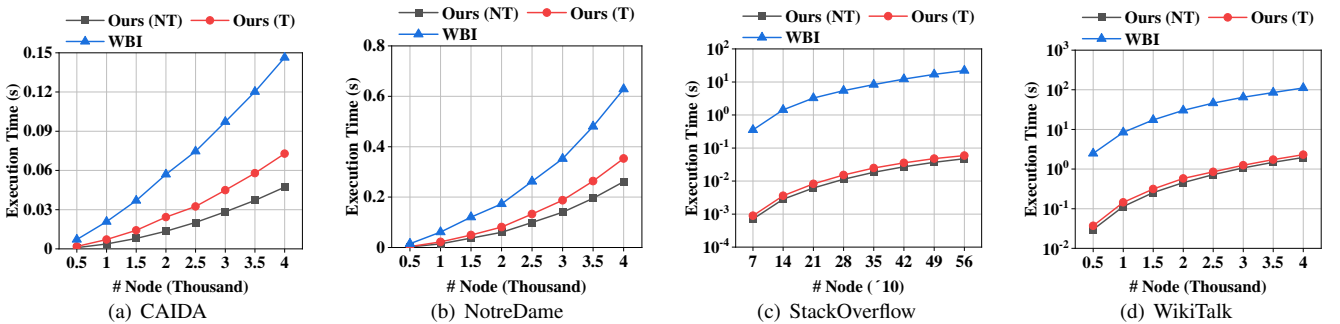 Ours (NT) Ours (T)
WBI
Execution Time (s)
0.15
0.12
0.09
0.06
0.03
0
0.5 1 1.5 2 2.5 3 3.5 4
# Node (Thousand)
(a) CAIDA
Ours (NT) Ours (T)
WBI
Execution Time (s)
0.8
0.6
0.4
0.2
0
0.5 1 1.5 2 2.5 3 3.5 4
# Node (Thousand)
(b) NotreDame
Ours (NT) Ours (T)
WBI
Execution Time (s)
10²
10¹
10⁰
10⁻¹
10⁻²
10⁻³
10⁻⁴
7 14 21 28 35 42 49 56
# Node (´10)
(c) StackOverflow
Ours (NT) Ours (T)
WBI
Execution Time (s)
10³
10²
10¹
10⁰
10⁻¹
10⁻²
0.5 1 1.5 2 2.5 3 3.5 4
# Node (Thousand)
(d) WikiTalk